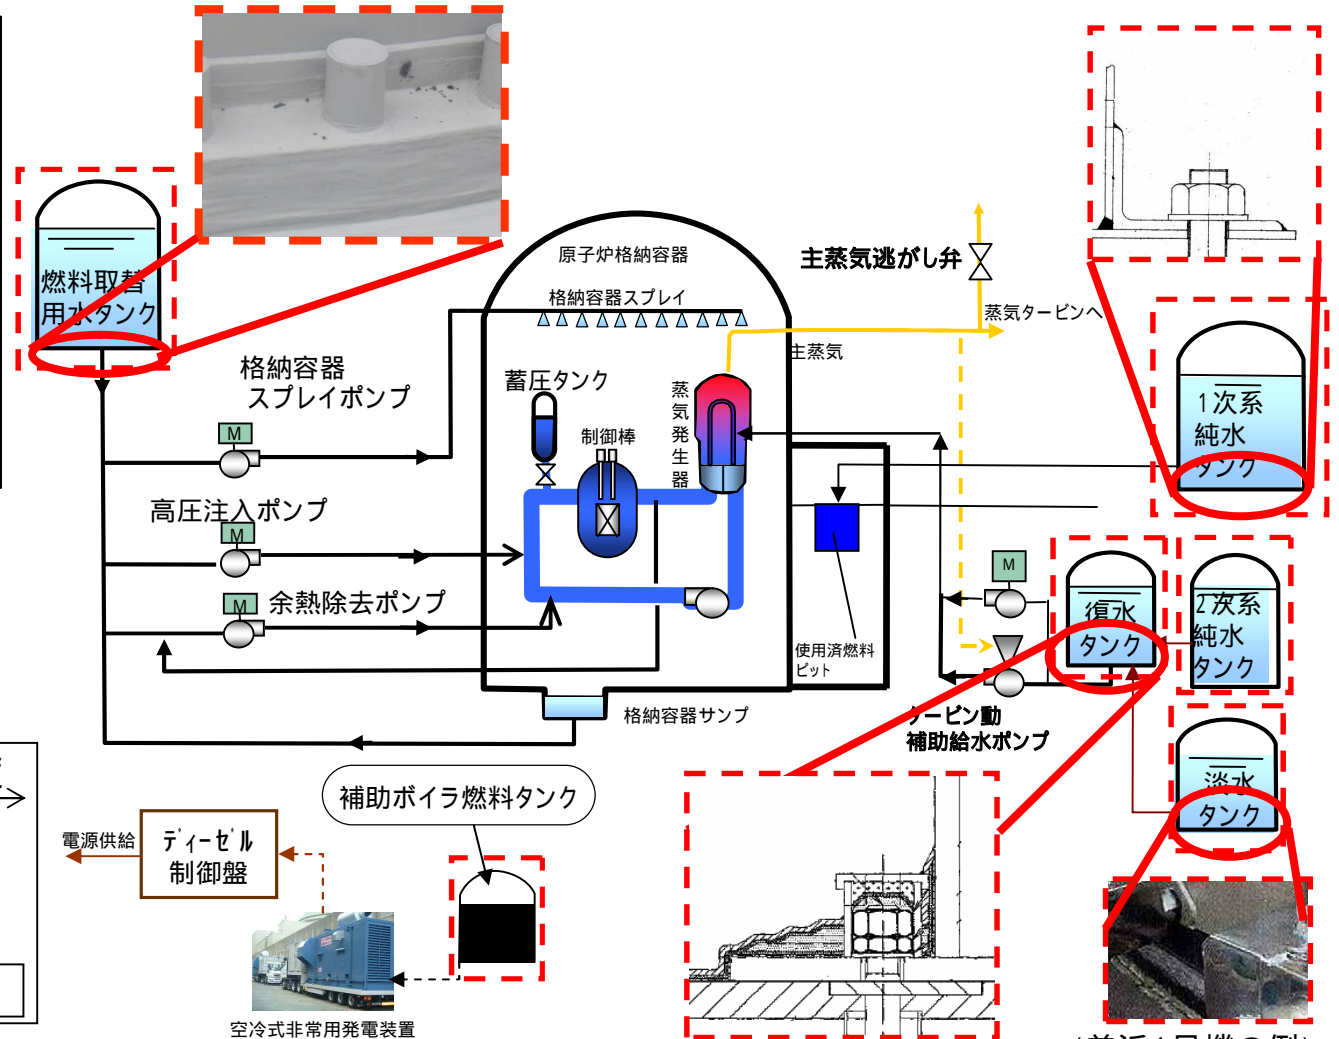 燃料取替
用水タンク
原子炉格納容器
格納容器スプレイ
主蒸気逃がし弁
蒸気タービンへ
主蒸気
格納容器
スプレイポンプ
M
蓄圧タンク
制御棒
蒸気発生器
1次系
純水
タンク
高圧注入ポンプ
M
M
余熱除去ポンプ
M
復水
タンク
2次系
純水
タンク
使用済燃料
ピット
格納容器サンプ
タービン動
補助給水ポンプ
淡水
タンク
補助ボイラ燃料タンク
電源供給
ディーゼル
制御盤
空冷式非常用発電装置